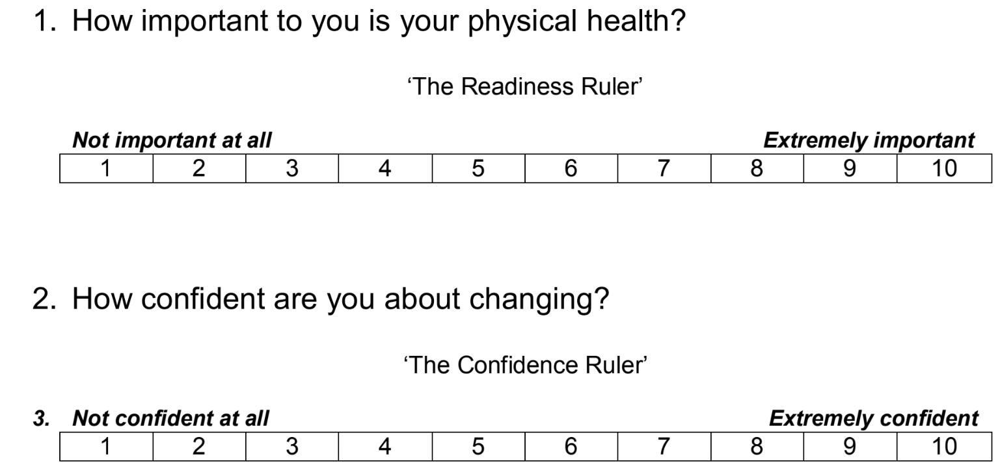 1. How important to you is your physical health?
‘The Readiness Ruler’
Not important at all Extremely important
1 2 3 4 5 6 7 8 9 10
2. How confident are you about changing?
‘The Confidence Ruler’
3. Not confident at all Extremely confident
1 2 3 4 5 6 7 8 9 10